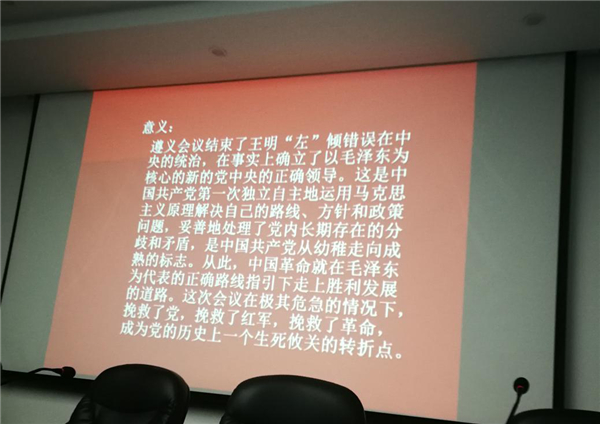 意义：
遵义会议结束了王明“左”倾错误在中
央的统治，在事实上确立了以毛泽东为
核心的新的党中央的正确领导。这是中
国共产党第一次独立自主地运用马克思
主义原理解决自己的路线、方针和政策
问题，妥善地处理了党内长期存在的分
歧和矛盾，是中国共产党从幼稚走向成
熟的标志。从此，中国革命就在毛泽东
为代表的正确路线指引下走上胜利发展
的道路。这次会议在极其危急的情况下，
挽救了党，挽救了红军，挽救了革命，
成为党的历史上一个生死攸关的转折点。